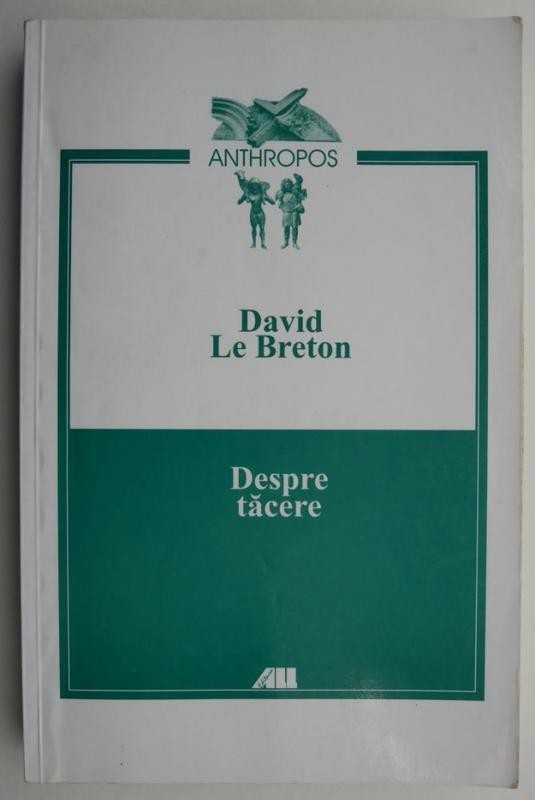 ANTHROPOS
David
Le Breton
Despre
tăcere
ALL